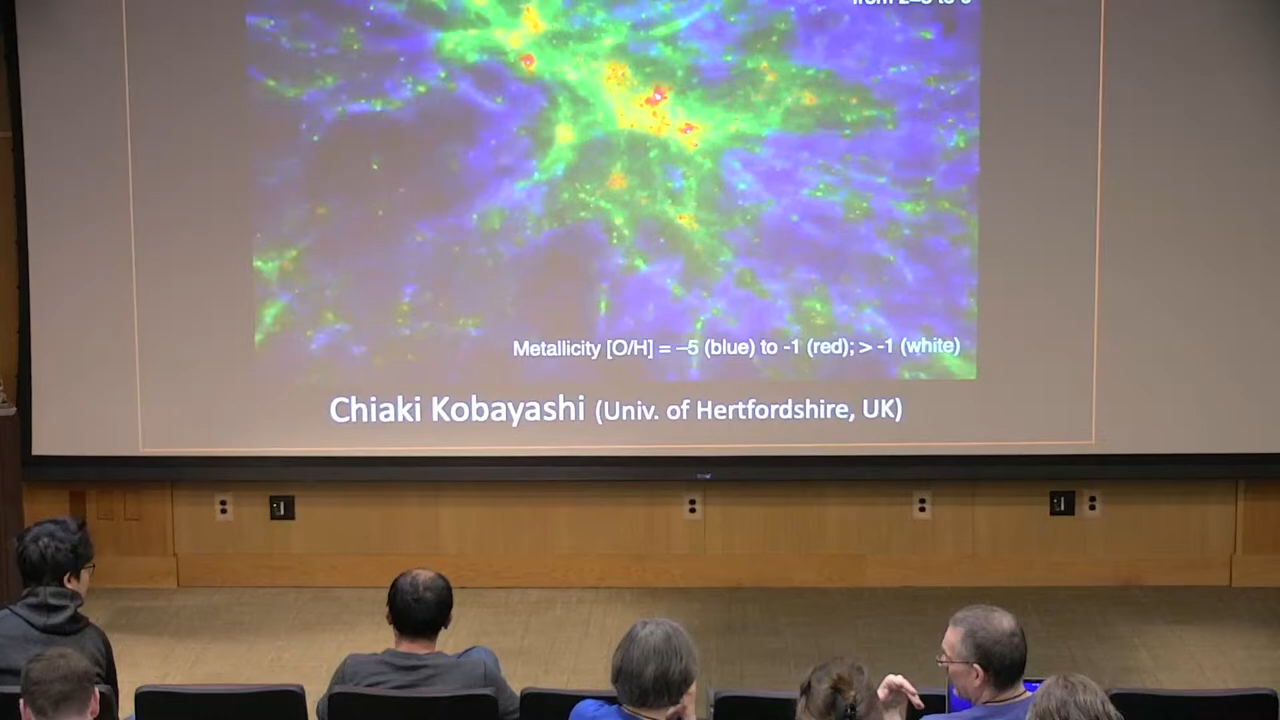 Metallicity [O/H] = –5 (blue) to -1 (red); > -1 (white)
Chiaki Kobayashi (Univ. of Hertfordshire, UK)